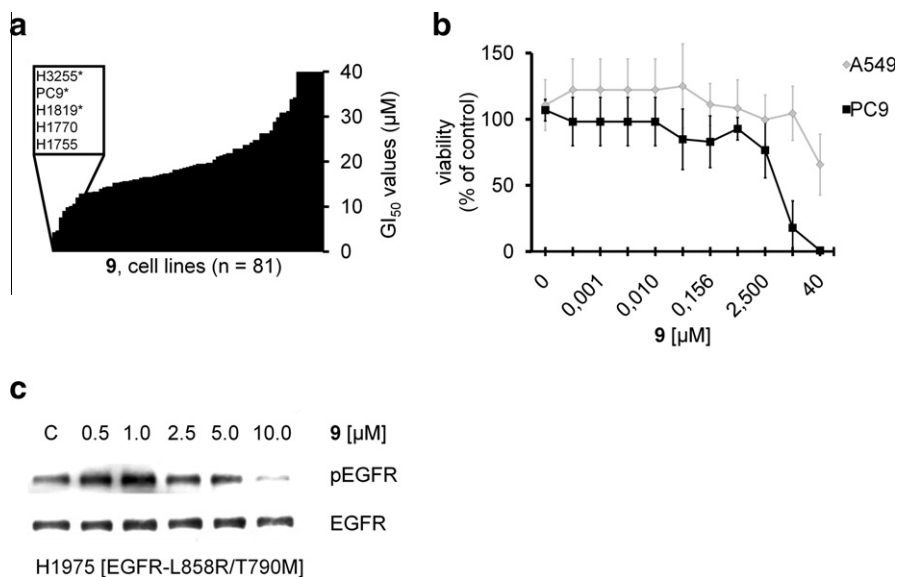 a
H3255*
PC9*
H1819*
H1770
H1755
40
30
20
10
0
GI50 values (µM)
9, cell lines (n = 81)
b
150
100
50
0
viability
(% of control)
0
0,001
0,010
0,156
2,500
40
9 [µM]
A549
PC9
c
C 0.5 1.0 2.5 5.0 10.0 9 [µM]
pEGFR
EGFR
H1975 [EGFR-L858R/T790M]